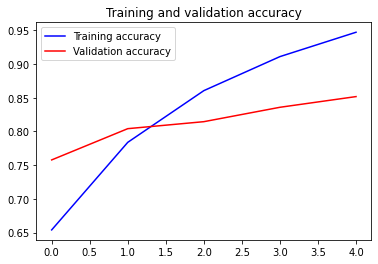 Training and validation accuracy
Training accuracy
Validation accuracy
0.95
0.90
0.85
0.80
0.75
0.70
0.65
0.0 0.5 1.0 1.5 2.0 2.5 3.0 3.5 4.0